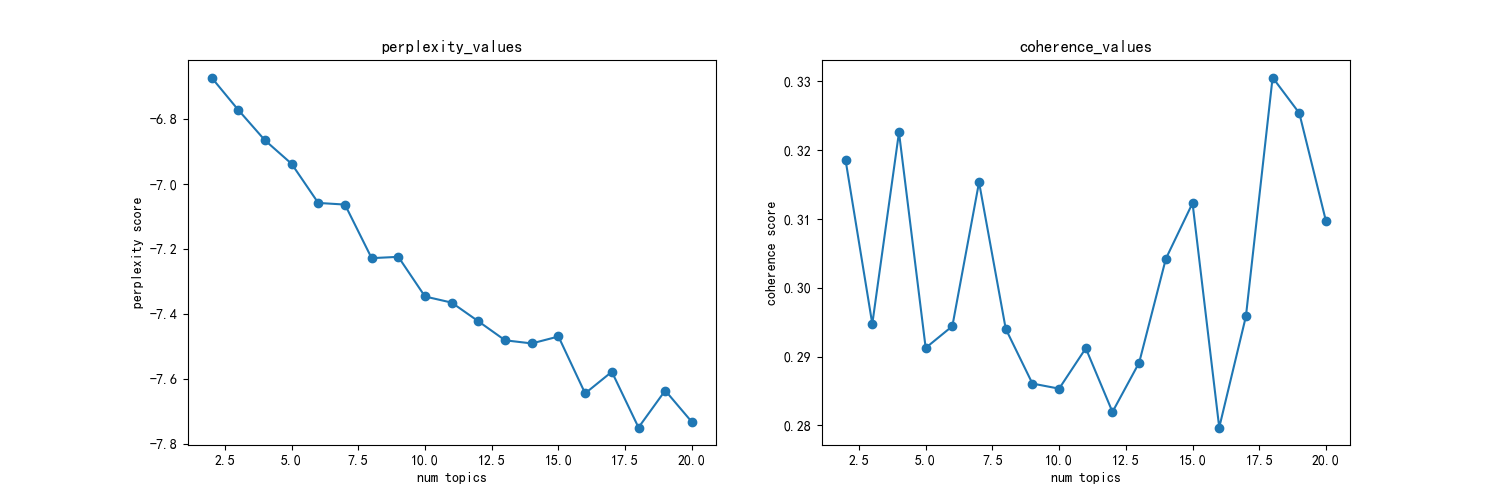 perplexity_values
perplexity score
-6.8
-7.0
-7.2
-7.4
-7.6
-7.8
2.5 5.0 7.5 10.0 12.5 15.0 17.5 20.0
num topics
coherence_values
coherence score
0.33
0.32
0.31
0.30
0.29
0.28
2.5 5.0 7.5 10.0 12.5 15.0 17.5 20.0
num topics